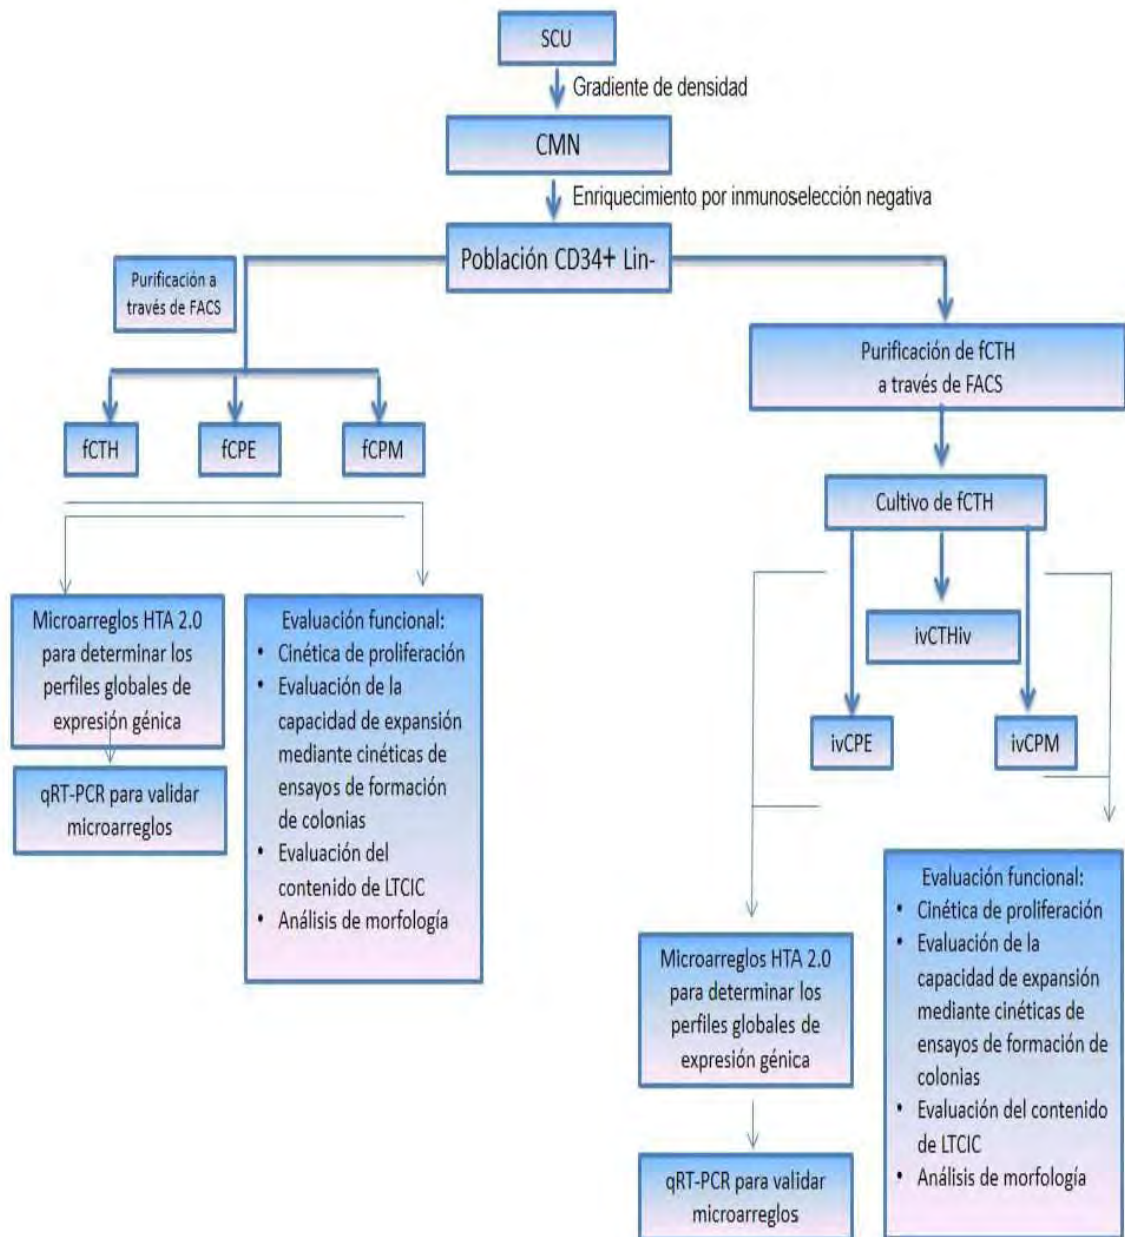 SCU
Gradiente de densidad
CMN
Enriquecimiento por inmunoselección negativa
Población CD34+ Lin-
Purificación a
través de FACS
fCTH
fCPE
fCPM
Microarreglos HTA 2.0
para determinar los
perfiles globales de
expresión génica
qRT-PCR para validar
microarreglos
Evaluación funcional:
• Cinética de proliferación
• Evaluación de la
capacidad de expansión
mediante cinéticas de
ensayos de formación
de colonias
• Evaluación del
contenido de LTCIC
• Análisis de morfología
Purificación de fCTH
a través de FACS
Cultivo de fCTH
ivCTHiv
ivCPE
ivCPM
Microarreglos HTA 2.0
para determinar los
perfiles globales de
expresión génica
qRT-PCR para validar
microarreglos
Evaluación funcional:
• Cinética de proliferación
• Evaluación de la
capacidad de expansión
mediante cinéticas de
ensayos de formación de
colonias
• Evaluación del contenido
de LTCIC
• Análisis de morfología